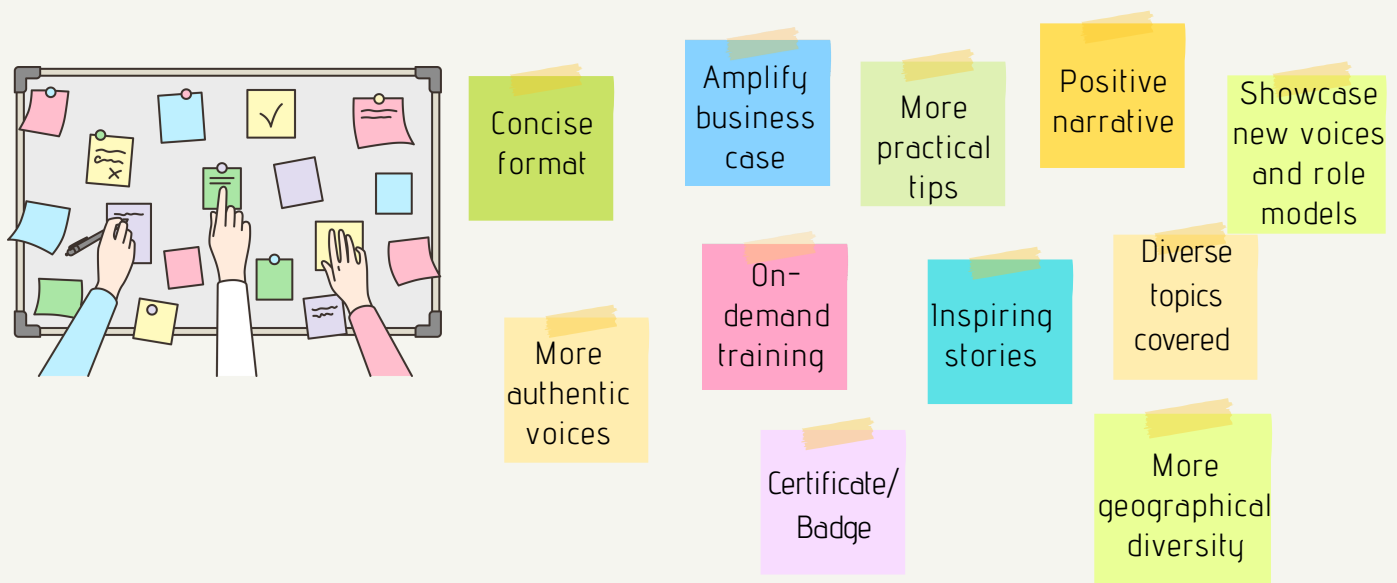 Concise
format
Amplify
business
case
More
practical
tips
Positive
narrative
Showcase
new voices
and role
models
More
authentic
voices
On-
demand
training
Inspiring
stories
Diverse
topics
covered
Certificate/
Badge
More
geographical
diversity